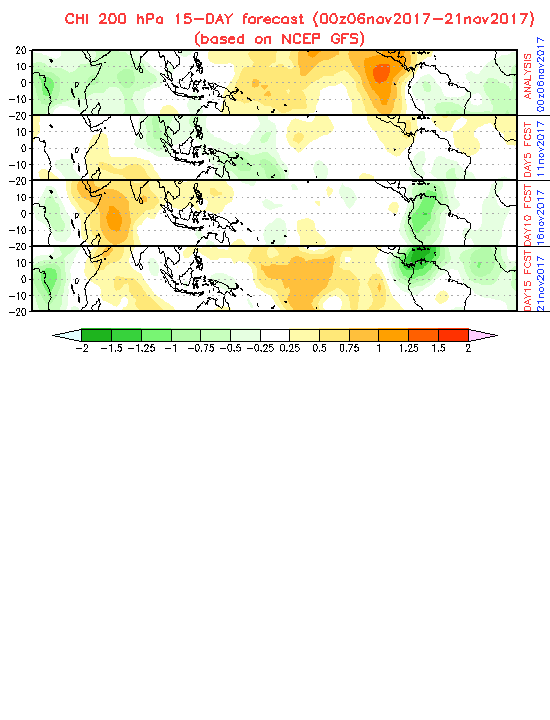 CHI 200 hPa 15-DAY forecast (00z06nov2017-21nov2017)
(based on NCEP GFS)
20
10
0
-10
-20
ANALYSIS
00z06nov2017
10
0
-10
-20
DAY5 FCST
11nov2017
10
0
-10
-20
DAY10 FCST
16nov2017
10
0
-10
-20
DAY15 FCST
21nov2017
-2 -1.5 -1.25 -1 -0.75 -0.5 -0.25 0.25 0.5 0.75 1 1.25 1.5 2